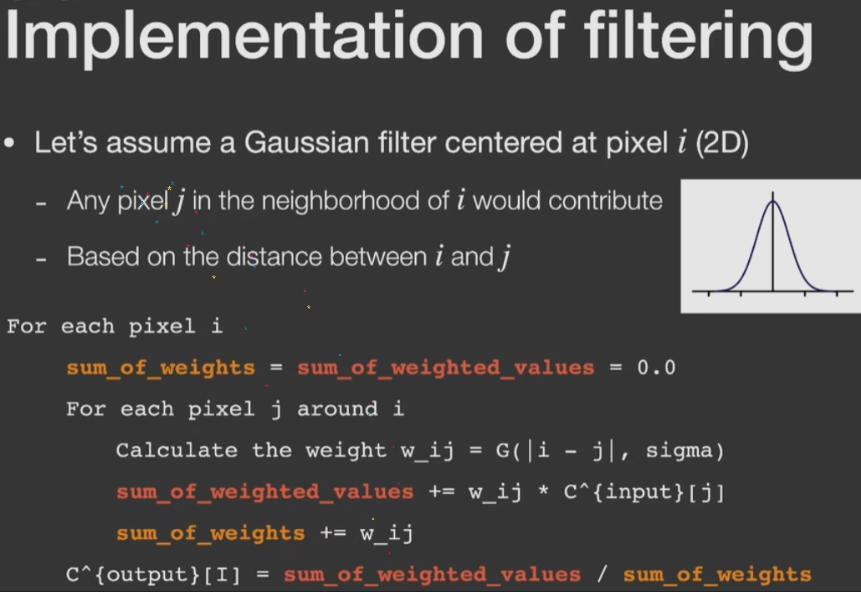 Implementation of filtering
• Let's assume a Gaussian filter centered at pixel i (2D)
- Any pixel j in the neighborhood of i would contribute
- Based on the distance between i and j
For each pixel i
sum_of_weights = sum_of_weighted_values = 0.0
For each pixel j around i
Calculate the weight w_ij = G(|i - j|, sigma)
sum_of_weighted_values += w_ij * C^{input}[j]
sum_of_weights += w_ij
C^{output}[I] = sum_of_weighted_values / sum_of_weights